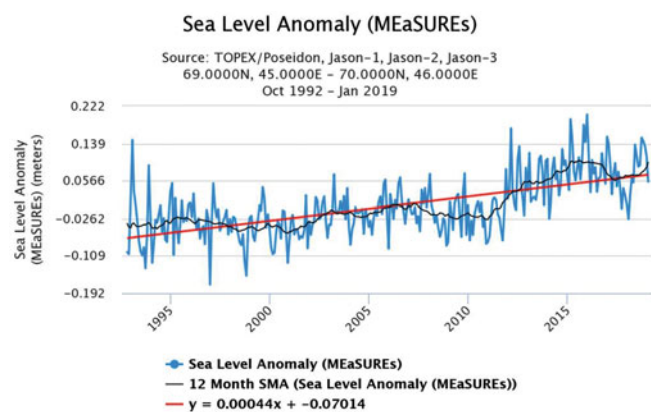 Sea Level Anomaly (MEaSUREs)
Source: TOPEX/Poseidon, Jason-1, Jason-2, Jason-3
69.0000N, 45.0000E – 70.0000N, 46.0000E
Oct 1992 - Jan 2019
Sea Level Anomaly
(MEaSUREs) (meters)
0.222
0.139
0.0566
-0.0262
-0.109
-0.192
1995
2000
2005
2010
2015
Sea Level Anomaly (MEaSUREs)
12 Month SMA (Sea Level Anomaly (MEaSUREs))
y = 0.00044x + -0.07014